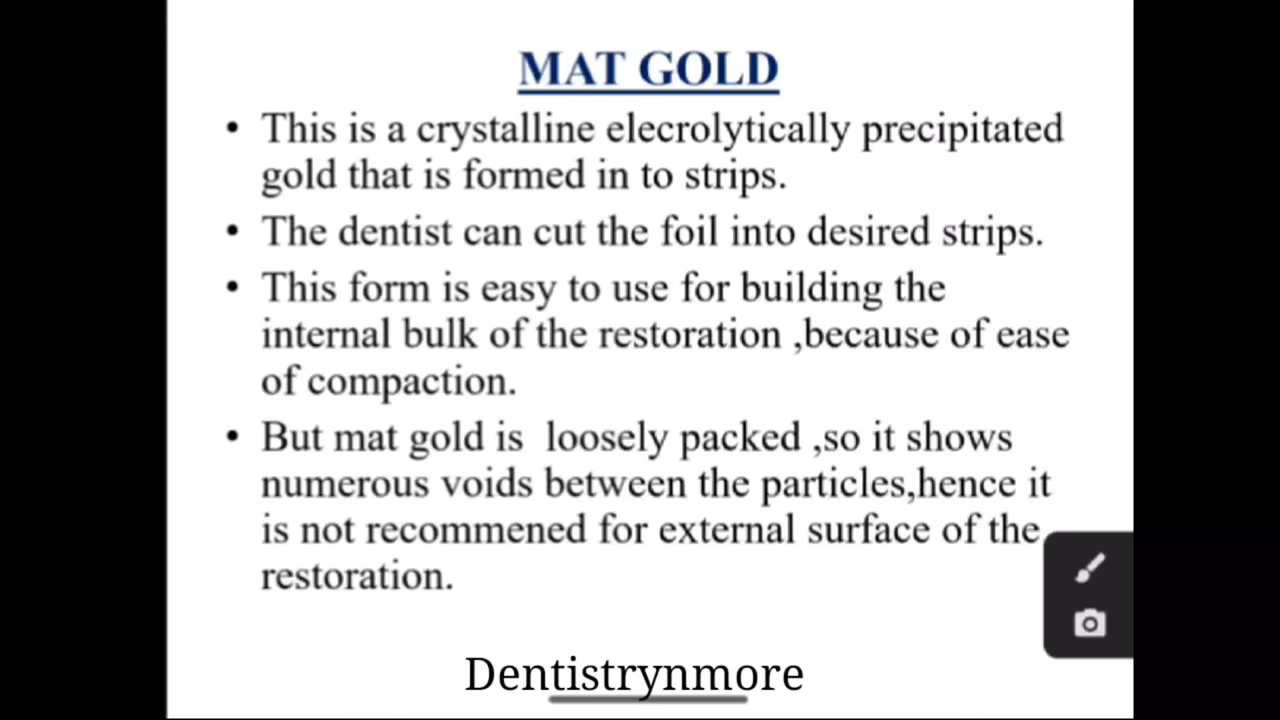 MAT GOLD
• This is a crystalline elecrolytically precipitated
gold that is formed in to strips.
• The dentist can cut the foil into desired strips.
• This form is easy to use for building the
internal bulk of the restoration ,because of ease
of compaction.
• But mat gold is  loosely packed ,so it shows
numerous voids between the particles,hence it
is not recommened for external surface of the
restoration.
Dentistrynmore